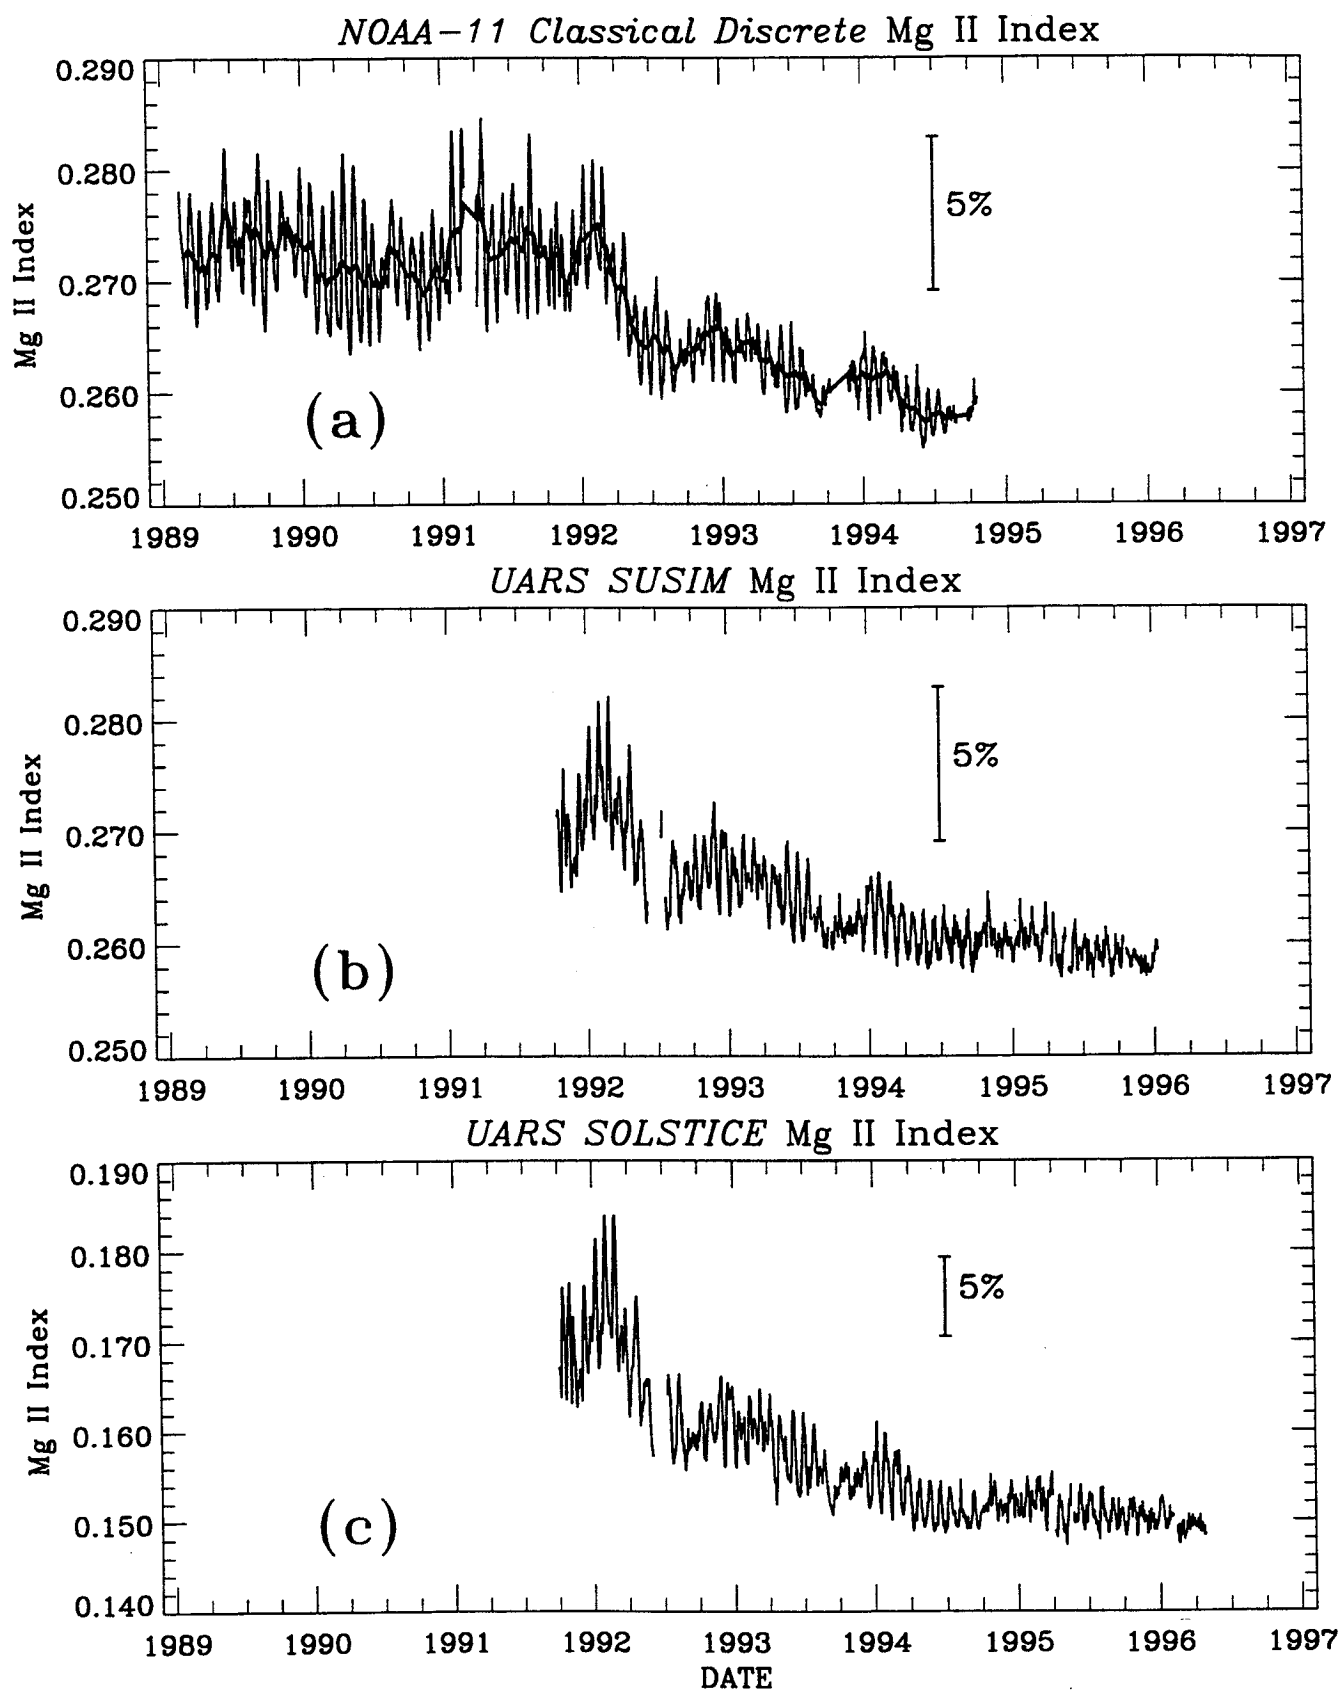 NOAA-11 Classical Discrete Mg II Index
0.290
0.280
0.270
0.260
0.250
Mg II Index
5%
(a)
1989 1990 1991 1992 1993 1994 1995 1996 1997
UARS SUSIM Mg II Index
0.290
0.280
0.270
0.260
0.250
Mg II Index
5%
(b)
1989 1990 1991 1992 1993 1994 1995 1996 1997
UARS SOLSTICE Mg II Index
0.190
0.180
0.170
0.160
0.150
0.140
Mg II Index
5%
(c)
1989 1990 1991 1992 1993 1994 1995 1996 1997
DATE